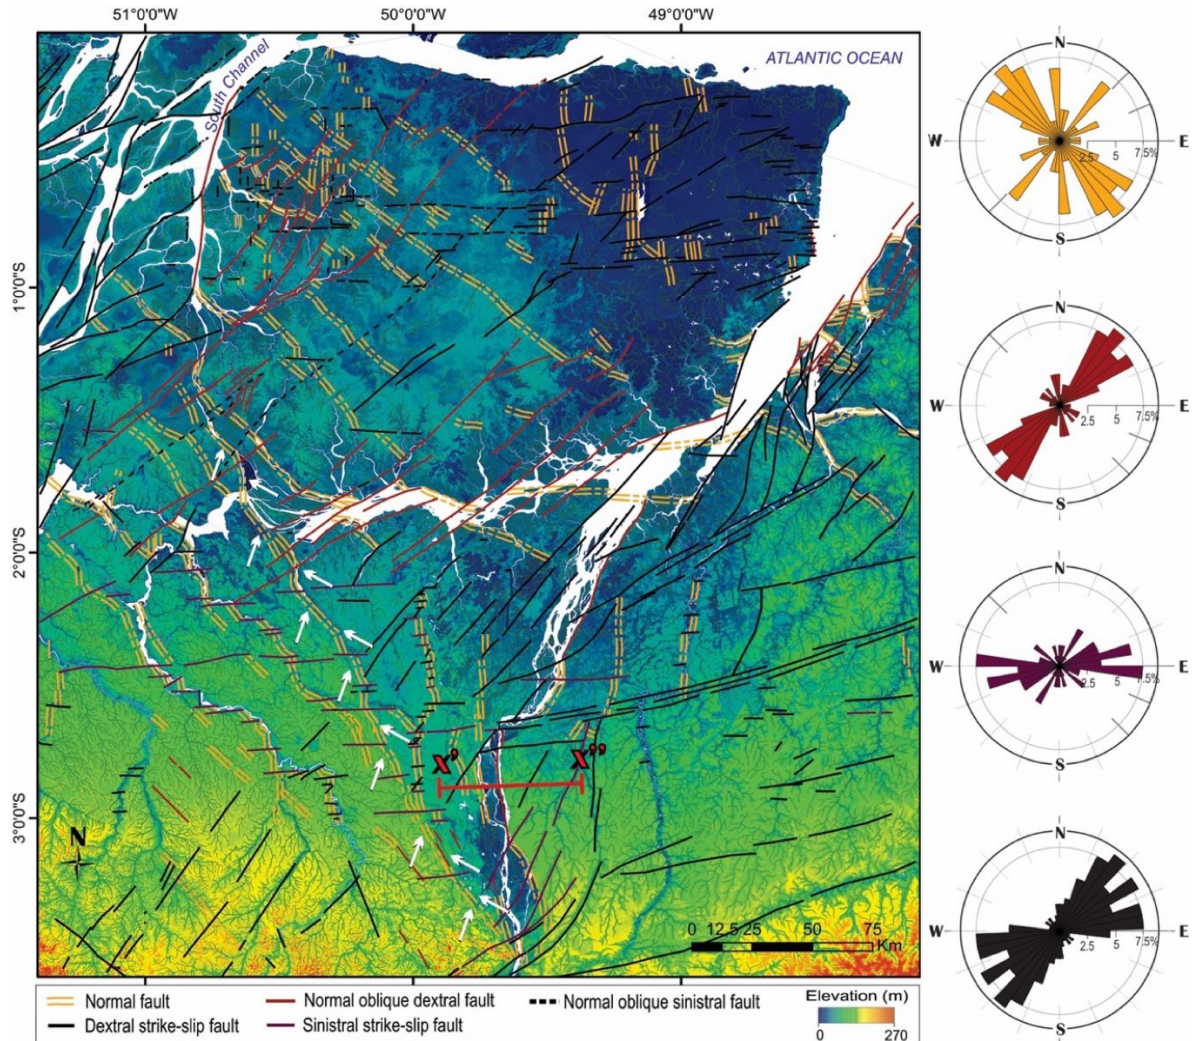 51°0'0"W 50°0'0"W 49°0'0"W
South Channel
ATLANTIC OCEAN
1°0'0"S
2°0'0"S
3°0'0"S
X’ X’’
N
0 12.5 25 50 75
Km
Normal fault
Normal oblique dextral fault
Normal oblique sinistral fault
Dextral strike-slip fault
Sinistral strike-slip fault
Elevation (m)
0 270
N
W E
2.5 5 7.5%
S
N
W E
2.5 5 7.5%
S
N
W E
2.5 5 7.5%
S
N
W E
2.5 5 7.5%
S